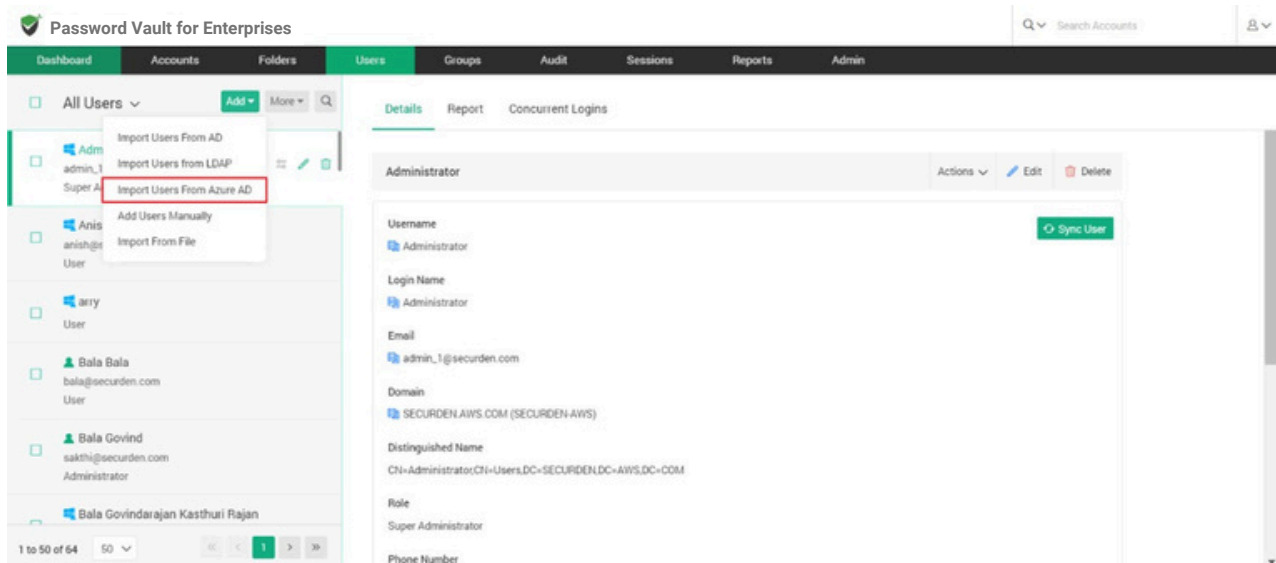 Password Vault for Enterprises
Search Accounts
Dashboard Accounts Folders Users Groups Audit Sessions Reports Admin
All Users Add More
Details Report Concurrent Logins
Import Users From AD
Import Users from LDAP
Import Users From Azure AD
Add Users Manually
Import From File
Adm
admin_1
Super A
Anis
anish@s
User
arry
User
Bala Bala
bala@securden.com
User
Bala Govind
sakthi@securden.com
Administrator
Bala Govindarajan Kasthuri Rajan
1 to 50 of 64 50 1
Administrator Actions Edit Delete
Username
Sync User
Administrator
Login Name
Administrator
Email
admin_1@securden.com
Domain
SECURDEN.AWS.COM (SECURDEN-AWS)
Distinguished Name
CN=Administrator,CN=Users,DC=SECURDEN,DC=AWS,DC=COM
Role
Super Administrator
Phone Number